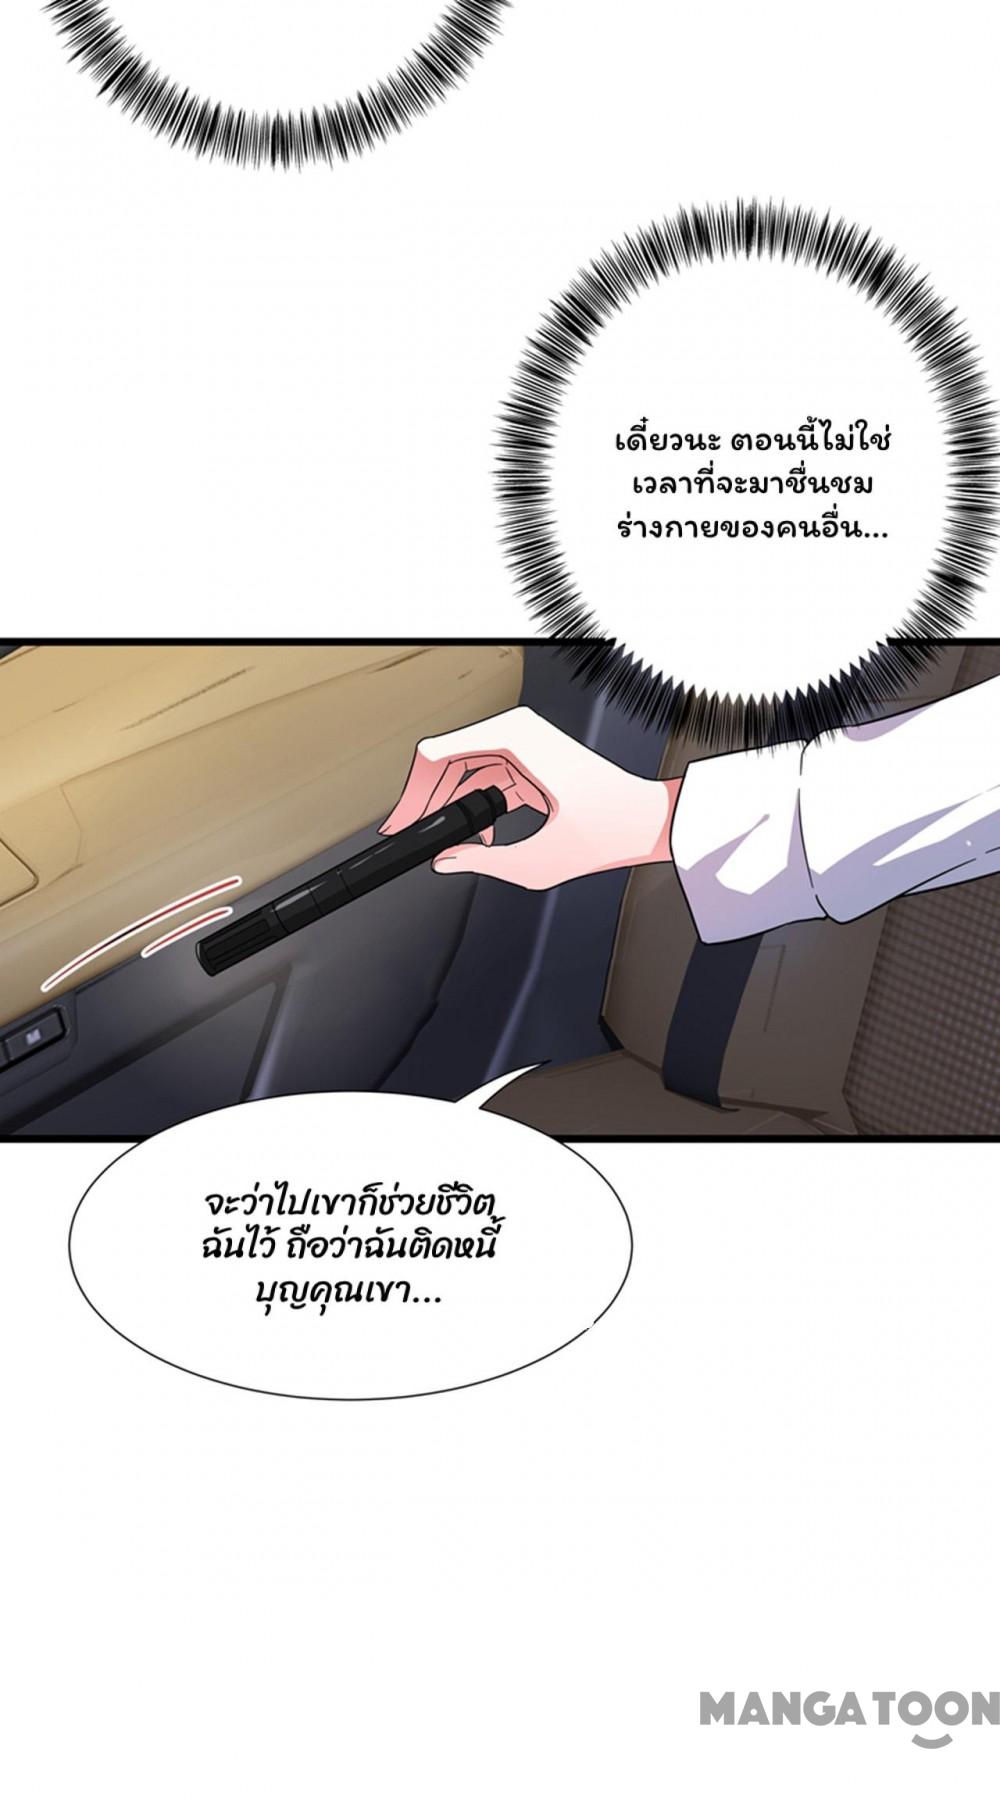 เดี๋ยวนะ ตอนนี้ไม่ใช่
เวลาที่จะมาชื่นชม
ร่างกายของคนอื่น...
จะว่าไปเขาก็ช่วยชีวิต
ฉันไว้ ถือว่าฉันติดหนี้
บุญคุณเขา...
MANGATOON